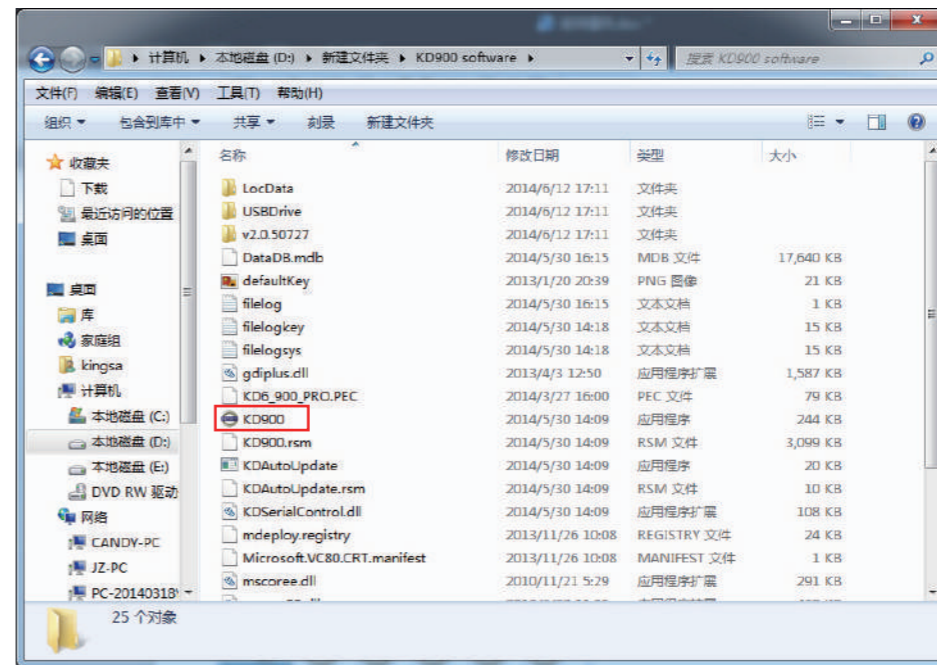 计算机 ▸ 本地磁盘 (D:) ▸ 新建文件夹 ▸ KD900 software ▸ 搜索 KD900 software
文件(F) 编辑(E) 查看(V) 工具(T) 帮助(H)
组织 包含到库中 共享 刻录 新建文件夹
收藏夹
下载
最近访问的位置
桌面
桌面
库
家庭组
kingsa
计算机
本地磁盘 (C:)
本地磁盘 (D:)
本地磁盘 (E:)
DVD RW 驱动
网络
CANDY-PC
JZ-PC
PC-20140318
名称 修改日期 类型 大小
LocData 2014/6/12 17:11 文件夹
USBDrive 2014/6/12 17:11 文件夹
v2.0.50727 2014/6/12 17:11 文件夹
DataDB.mdb 2014/5/30 16:15 MDB 文件 17,640 KB
defaultKey 2013/1/20 20:39 PNG 图像 21 KB
filelog 2014/5/30 16:15 文本文档 1 KB
filelogkey 2014/5/30 14:18 文本文档 15 KB
filelogsys 2014/5/30 14:18 文本文档 15 KB
gdiplus.dll 2013/4/3 12:50 应用程序扩展 1,587 KB
KD6_900_PRO.PEC 2014/3/27 16:00 PEC 文件 79 KB
KD900 2014/5/30 14:09 应用程序 244 KB
KD900.rsm 2014/5/30 14:09 RSM 文件 3,099 KB
KDAutoUpdate 2014/5/30 14:09 应用程序 20 KB
KDAutoUpdate.rsm 2014/5/30 14:09 RSM 文件 10 KB
KDSerialControl.dll 2014/5/30 14:09 应用程序扩展 108 KB
mdeploy.registry 2013/11/26 10:08 REGISTRY 文件 24 KB
Microsoft.VC80.CRT.manifest 2013/11/26 10:08 MANIFEST 文件 1 KB
mscoree.dll 2010/11/21 5:29 应用程序扩展 291 KB
25 个对象